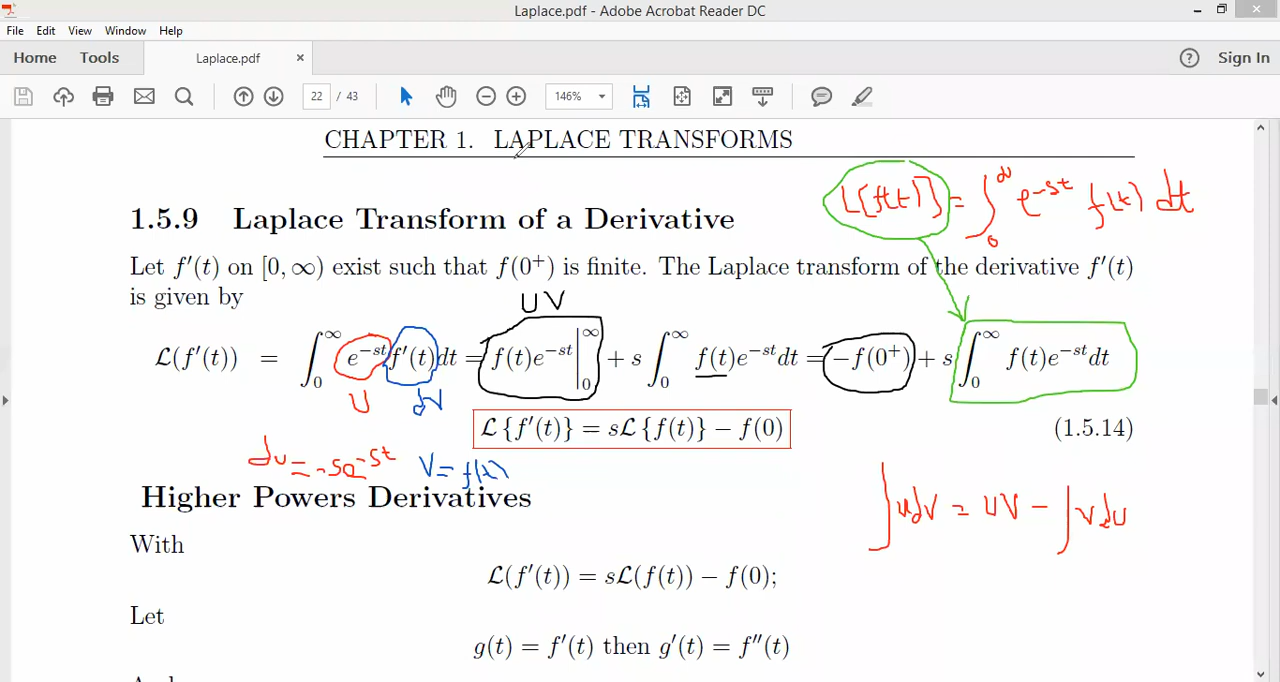 Laplace.pdf - Adobe Acrobat Reader DC
File Edit View Window Help
Home Tools Laplace.pdf × Sign In
22 / 43 146%
CHAPTER 1. LAPLACE TRANSFORMS
L[f(t)] = ∫₀^∞ e^-st f(t) dt
1.5.9 Laplace Transform of a Derivative
Let f′(t) on [0, ∞) exist such that f(0⁺) is finite. The Laplace transform of the derivative f′(t)
is given by
UV
ℒ(f′(t)) = ∫₀^∞ e^-st f′(t)dt = f(t)e^-st |₀^∞ + s ∫₀^∞ f(t)e^-st dt = −f(0⁺) + s ∫₀^∞ f(t)e^-st dt
U dV
ℒ{f′(t)} = sℒ{f(t)} − f(0) (1.5.14)
du = -se^-st V = f(t)
Higher Powers Derivatives
∫udV = UV − ∫VdU
With
ℒ(f′(t)) = sℒ(f(t)) − f(0);
Let
g(t) = f′(t) then g′(t) = f″(t)